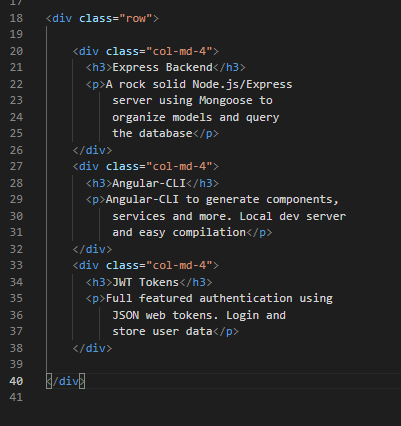 17
18 <div class="row">
19
20 <div class="col-md-4">
21 <h3>Express Backend</h3>
22 <p>A rock solid Node.js/Express
23 server using Mongoose to
24 organize models and query
25 the database</p>
26 </div>
27 <div class="col-md-4">
28 <h3>Angular-CLI</h3>
29 <p>Angular-CLI to generate components,
30 services and more. Local dev server
31 and easy compilation</p>
32 </div>
33 <div class="col-md-4">
34 <h3>JWT Tokens</h3>
35 <p>Full featured authentication using
36 JSON web tokens. Login and
37 store user data</p>
38 </div>
39
40 </div>
41